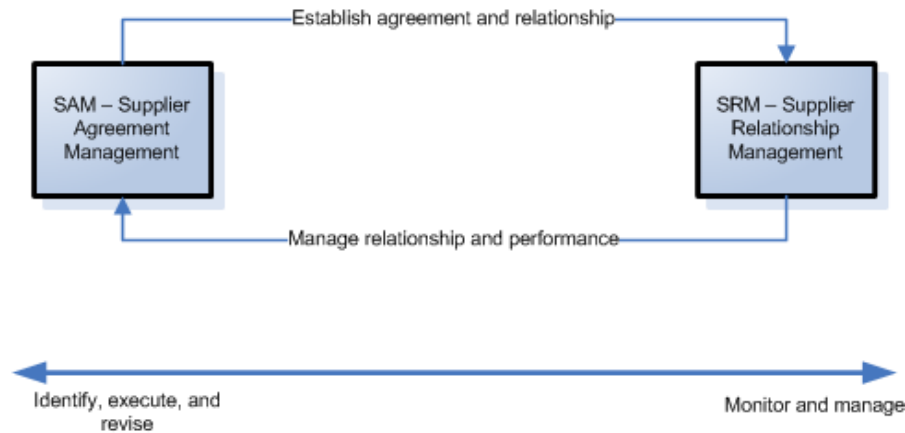 Establish agreement and relationship
SAM – Supplier
Agreement
Management
SRM – Supplier
Relationship
Management
Manage relationship and performance
Identify, execute, and
revise
Monitor and manage